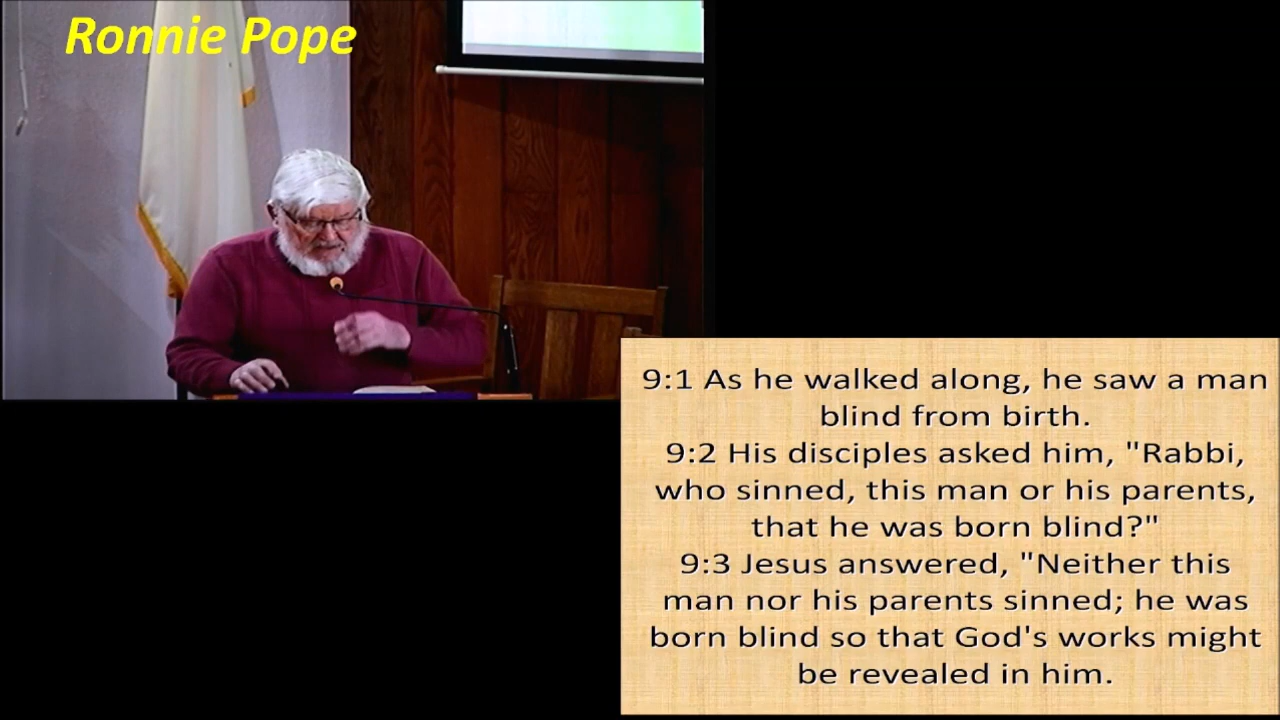 Ronnie Pope
9:1 As he walked along, he saw a man
blind from birth.
9:2 His disciples asked him, "Rabbi,
who sinned, this man or his parents,
that he was born blind?"
9:3 Jesus answered, "Neither this
man nor his parents sinned; he was
born blind so that God's works might
be revealed in him.